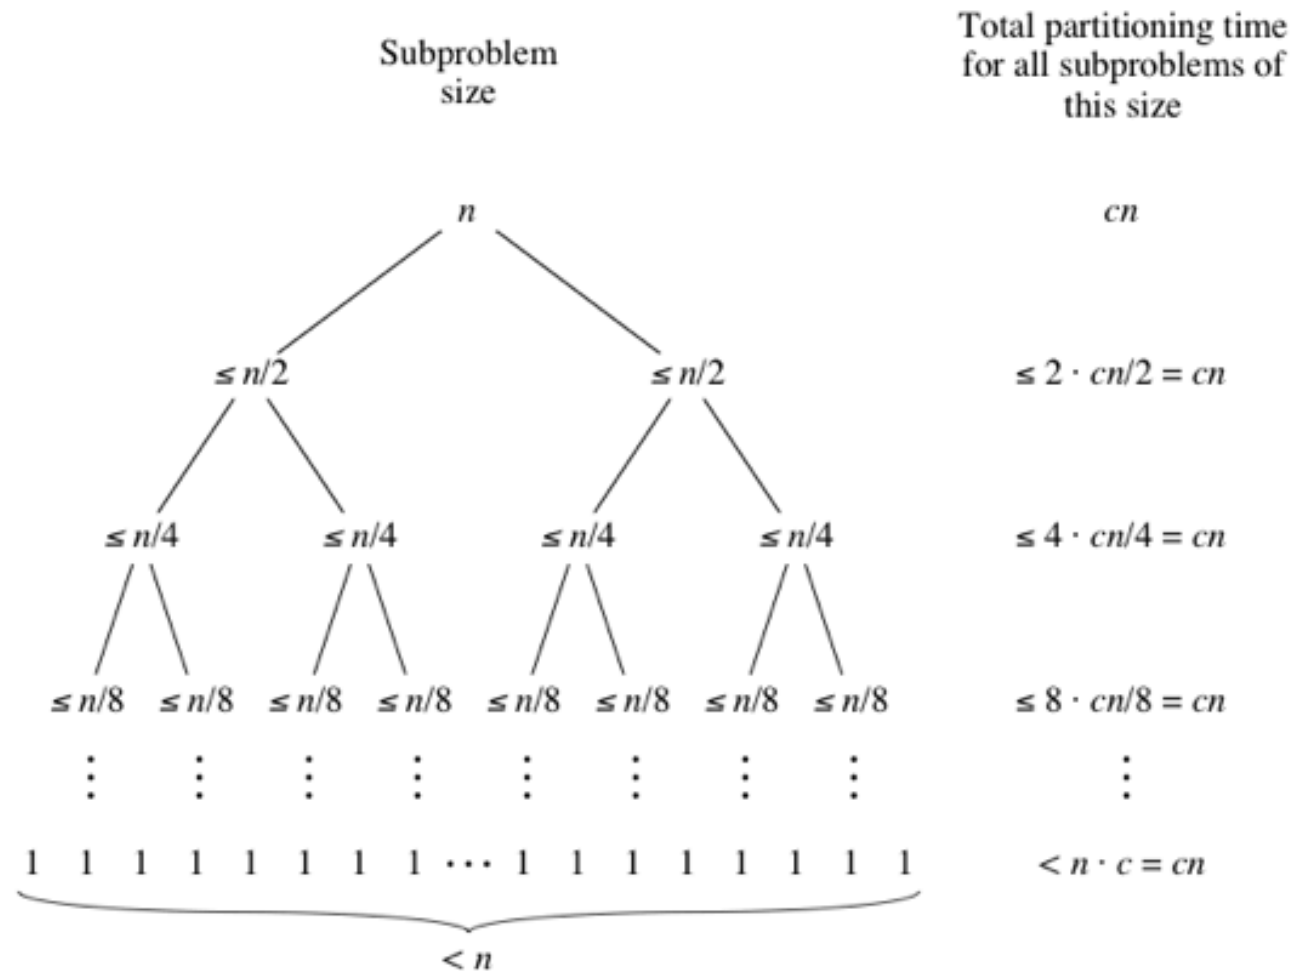 Subproblem
size
Total partitioning time
for all subproblems of
this size
n
cn
≤ n/2 ≤ n/2
≤ 2 · cn/2 = cn
≤ n/4 ≤ n/4 ≤ n/4 ≤ n/4
≤ 4 · cn/4 = cn
≤ n/8 ≤ n/8 ≤ n/8 ≤ n/8 ≤ n/8 ≤ n/8 ≤ n/8 ≤ n/8
≤ 8 · cn/8 = cn
⋮ ⋮ ⋮ ⋮ ⋮ ⋮ ⋮ ⋮
⋮
1 1 1 1 1 1 1 1 ··· 1 1 1 1 1 1 1 1
< n · c = cn
< n